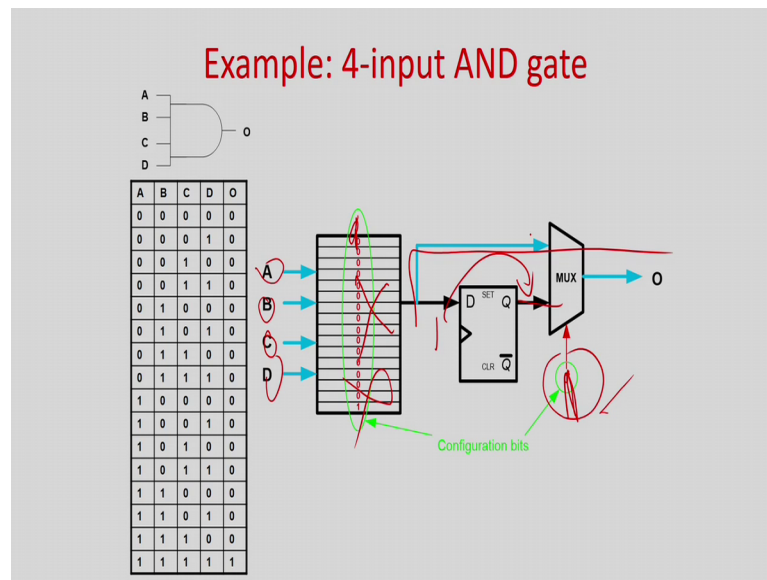 Example: 4-input AND gate
A
B
C
D
O
A B C D O
0 0 0 0 0
0 0 0 1 0
0 0 1 0 0
0 0 1 1 0
0 1 0 0 0
0 1 0 1 0
0 1 1 0 0
0 1 1 1 0
1 0 0 0 0
1 0 0 1 0
1 0 1 0 0
1 0 1 1 0
1 1 0 0 0
1 1 0 1 0
1 1 1 0 0
1 1 1 1 1
A
B
C
D
D SET Q
CLR Q
MUX
O
Configuration bits